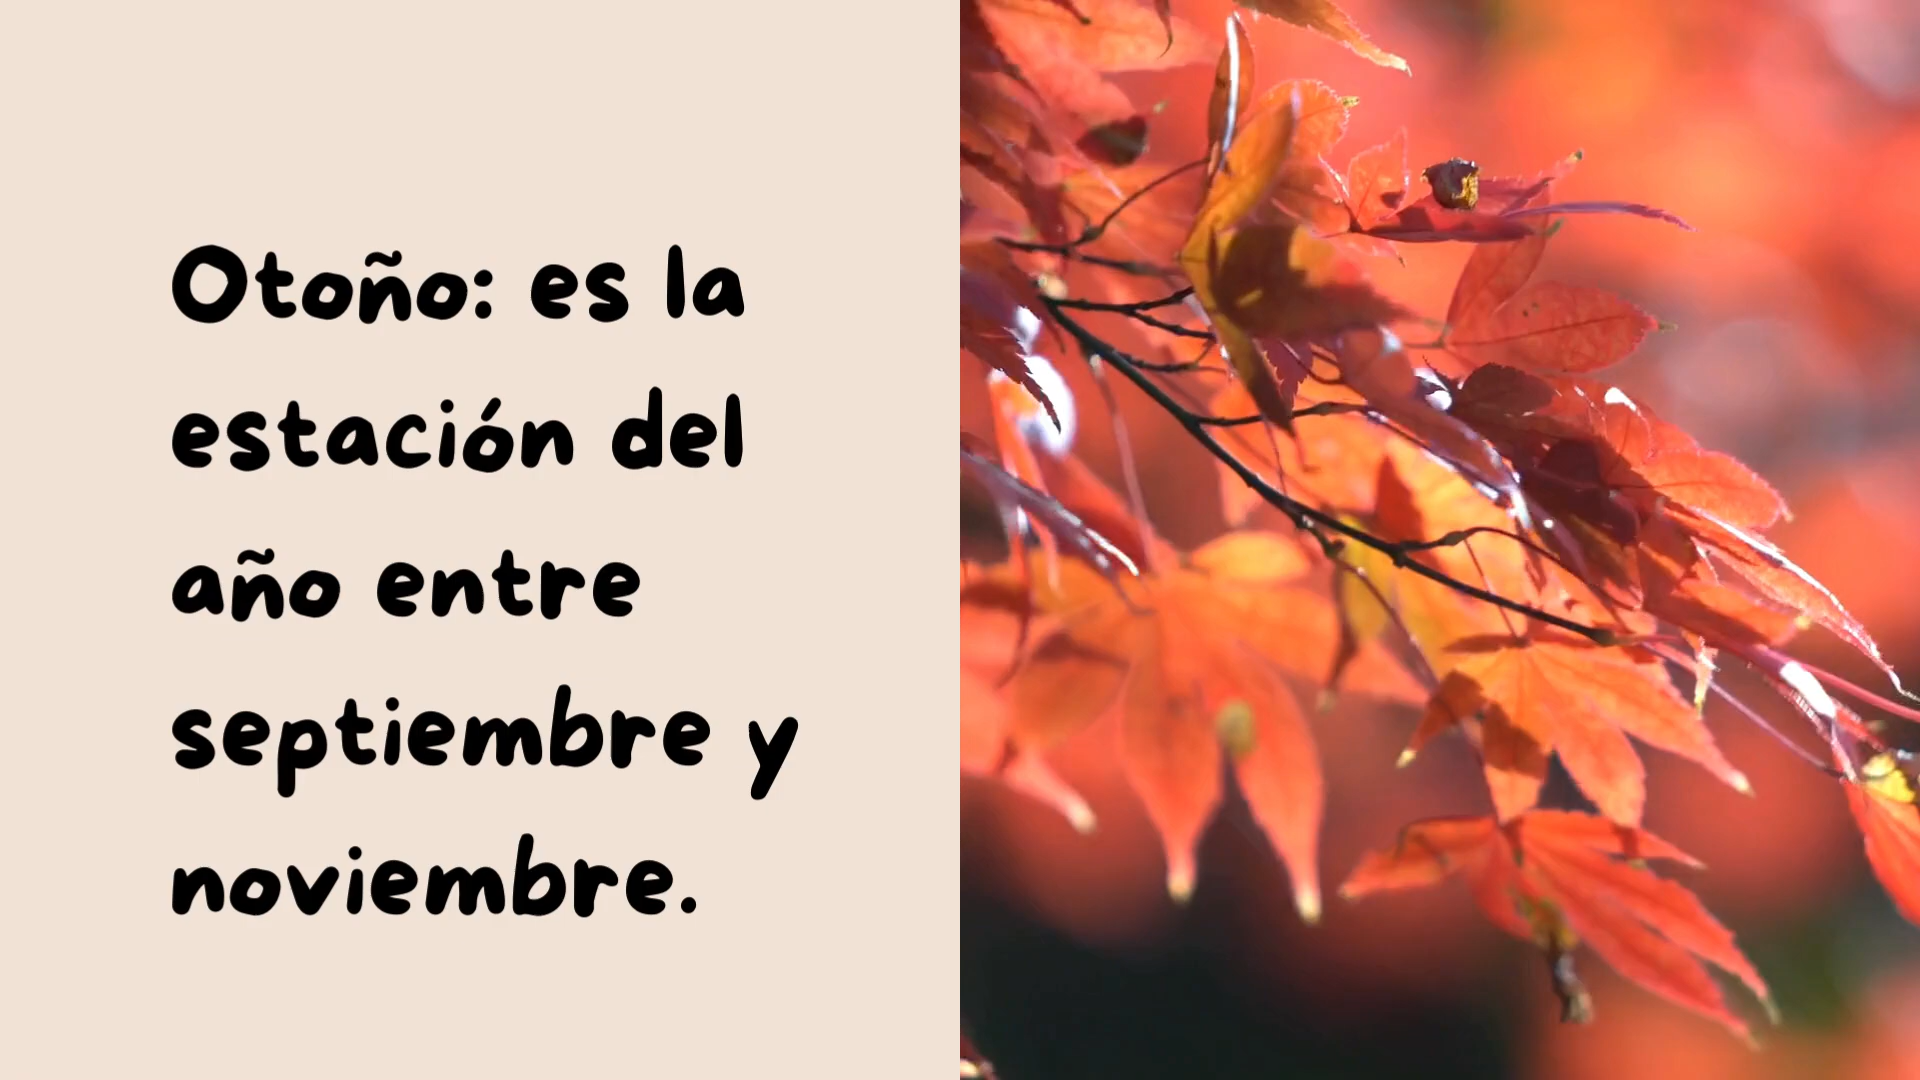 Otoño: es la
estación del
año entre
septiembre y
noviembre.